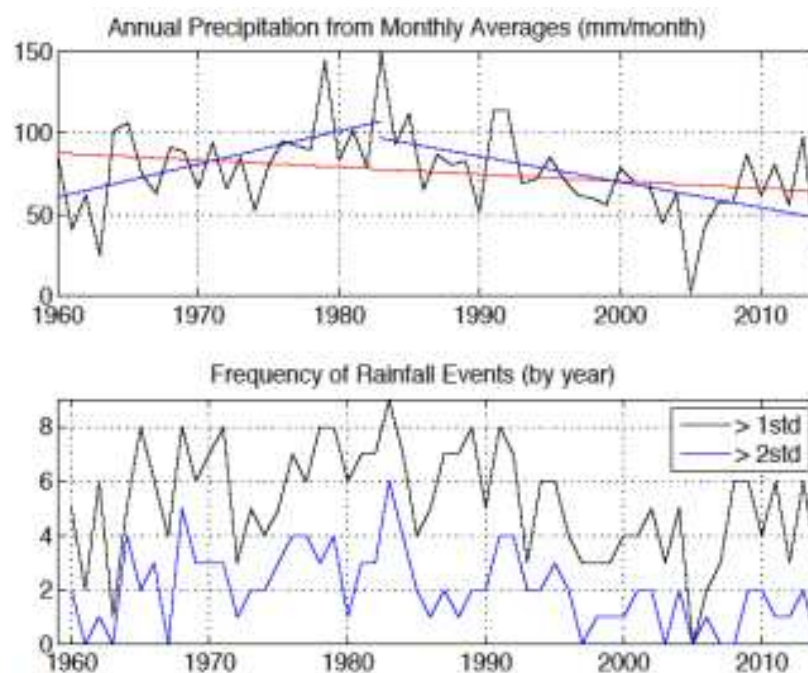 Annual Precipitation from Monthly Averages (mm/month)
150
100
50
0
1960 1970 1980 1990 2000 2010
Frequency of Rainfall Events (by year)
8
6
4
2
0
> 1std
> 2std
1960 1970 1980 1990 2000 2010